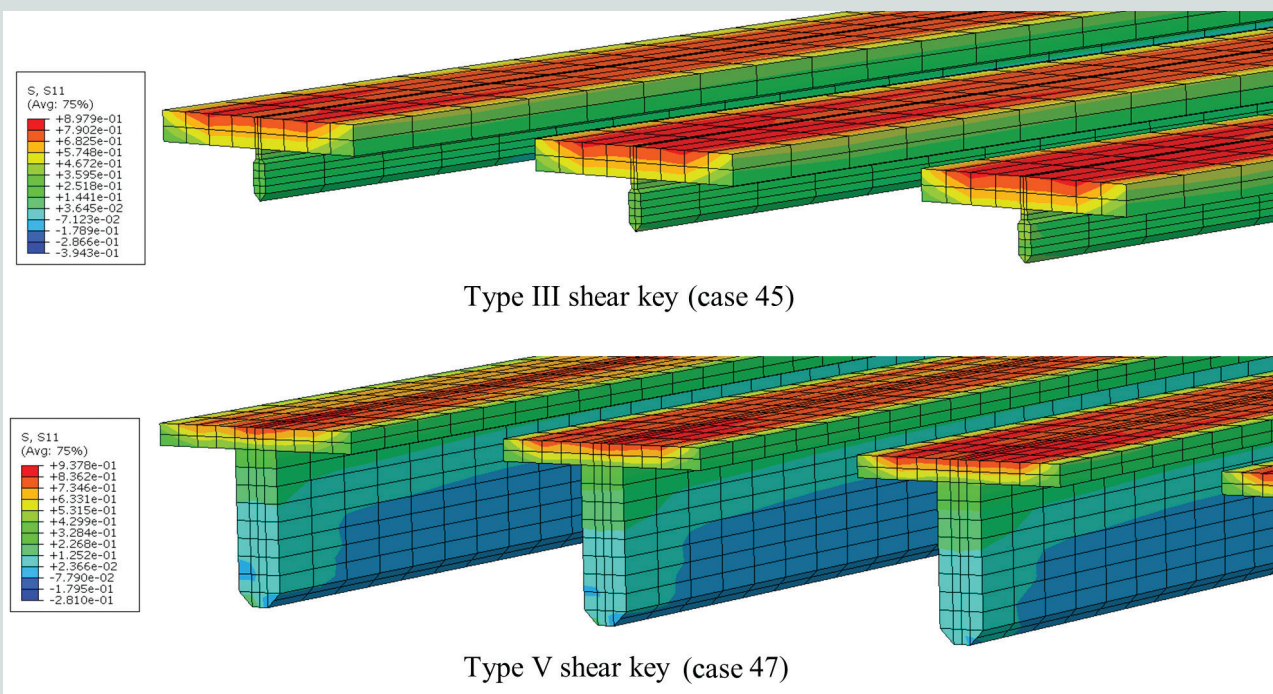 S, S11
(Avg: 75%)
+8.979e-01
+7.902e-01
+6.825e-01
+5.748e-01
+4.672e-01
+3.595e-01
+2.518e-01
+1.441e-01
+3.645e-02
-7.123e-02
-1.789e-01
-2.866e-01
-3.943e-01
Type III shear key (case 45)
S, S11
(Avg: 75%)
+9.378e-01
+8.362e-01
+7.346e-01
+6.331e-01
+5.315e-01
+4.299e-01
+3.284e-01
+2.268e-01
+1.252e-01
+2.366e-02
-7.790e-02
-1.795e-01
-2.810e-01
Type V shear key (case 47)